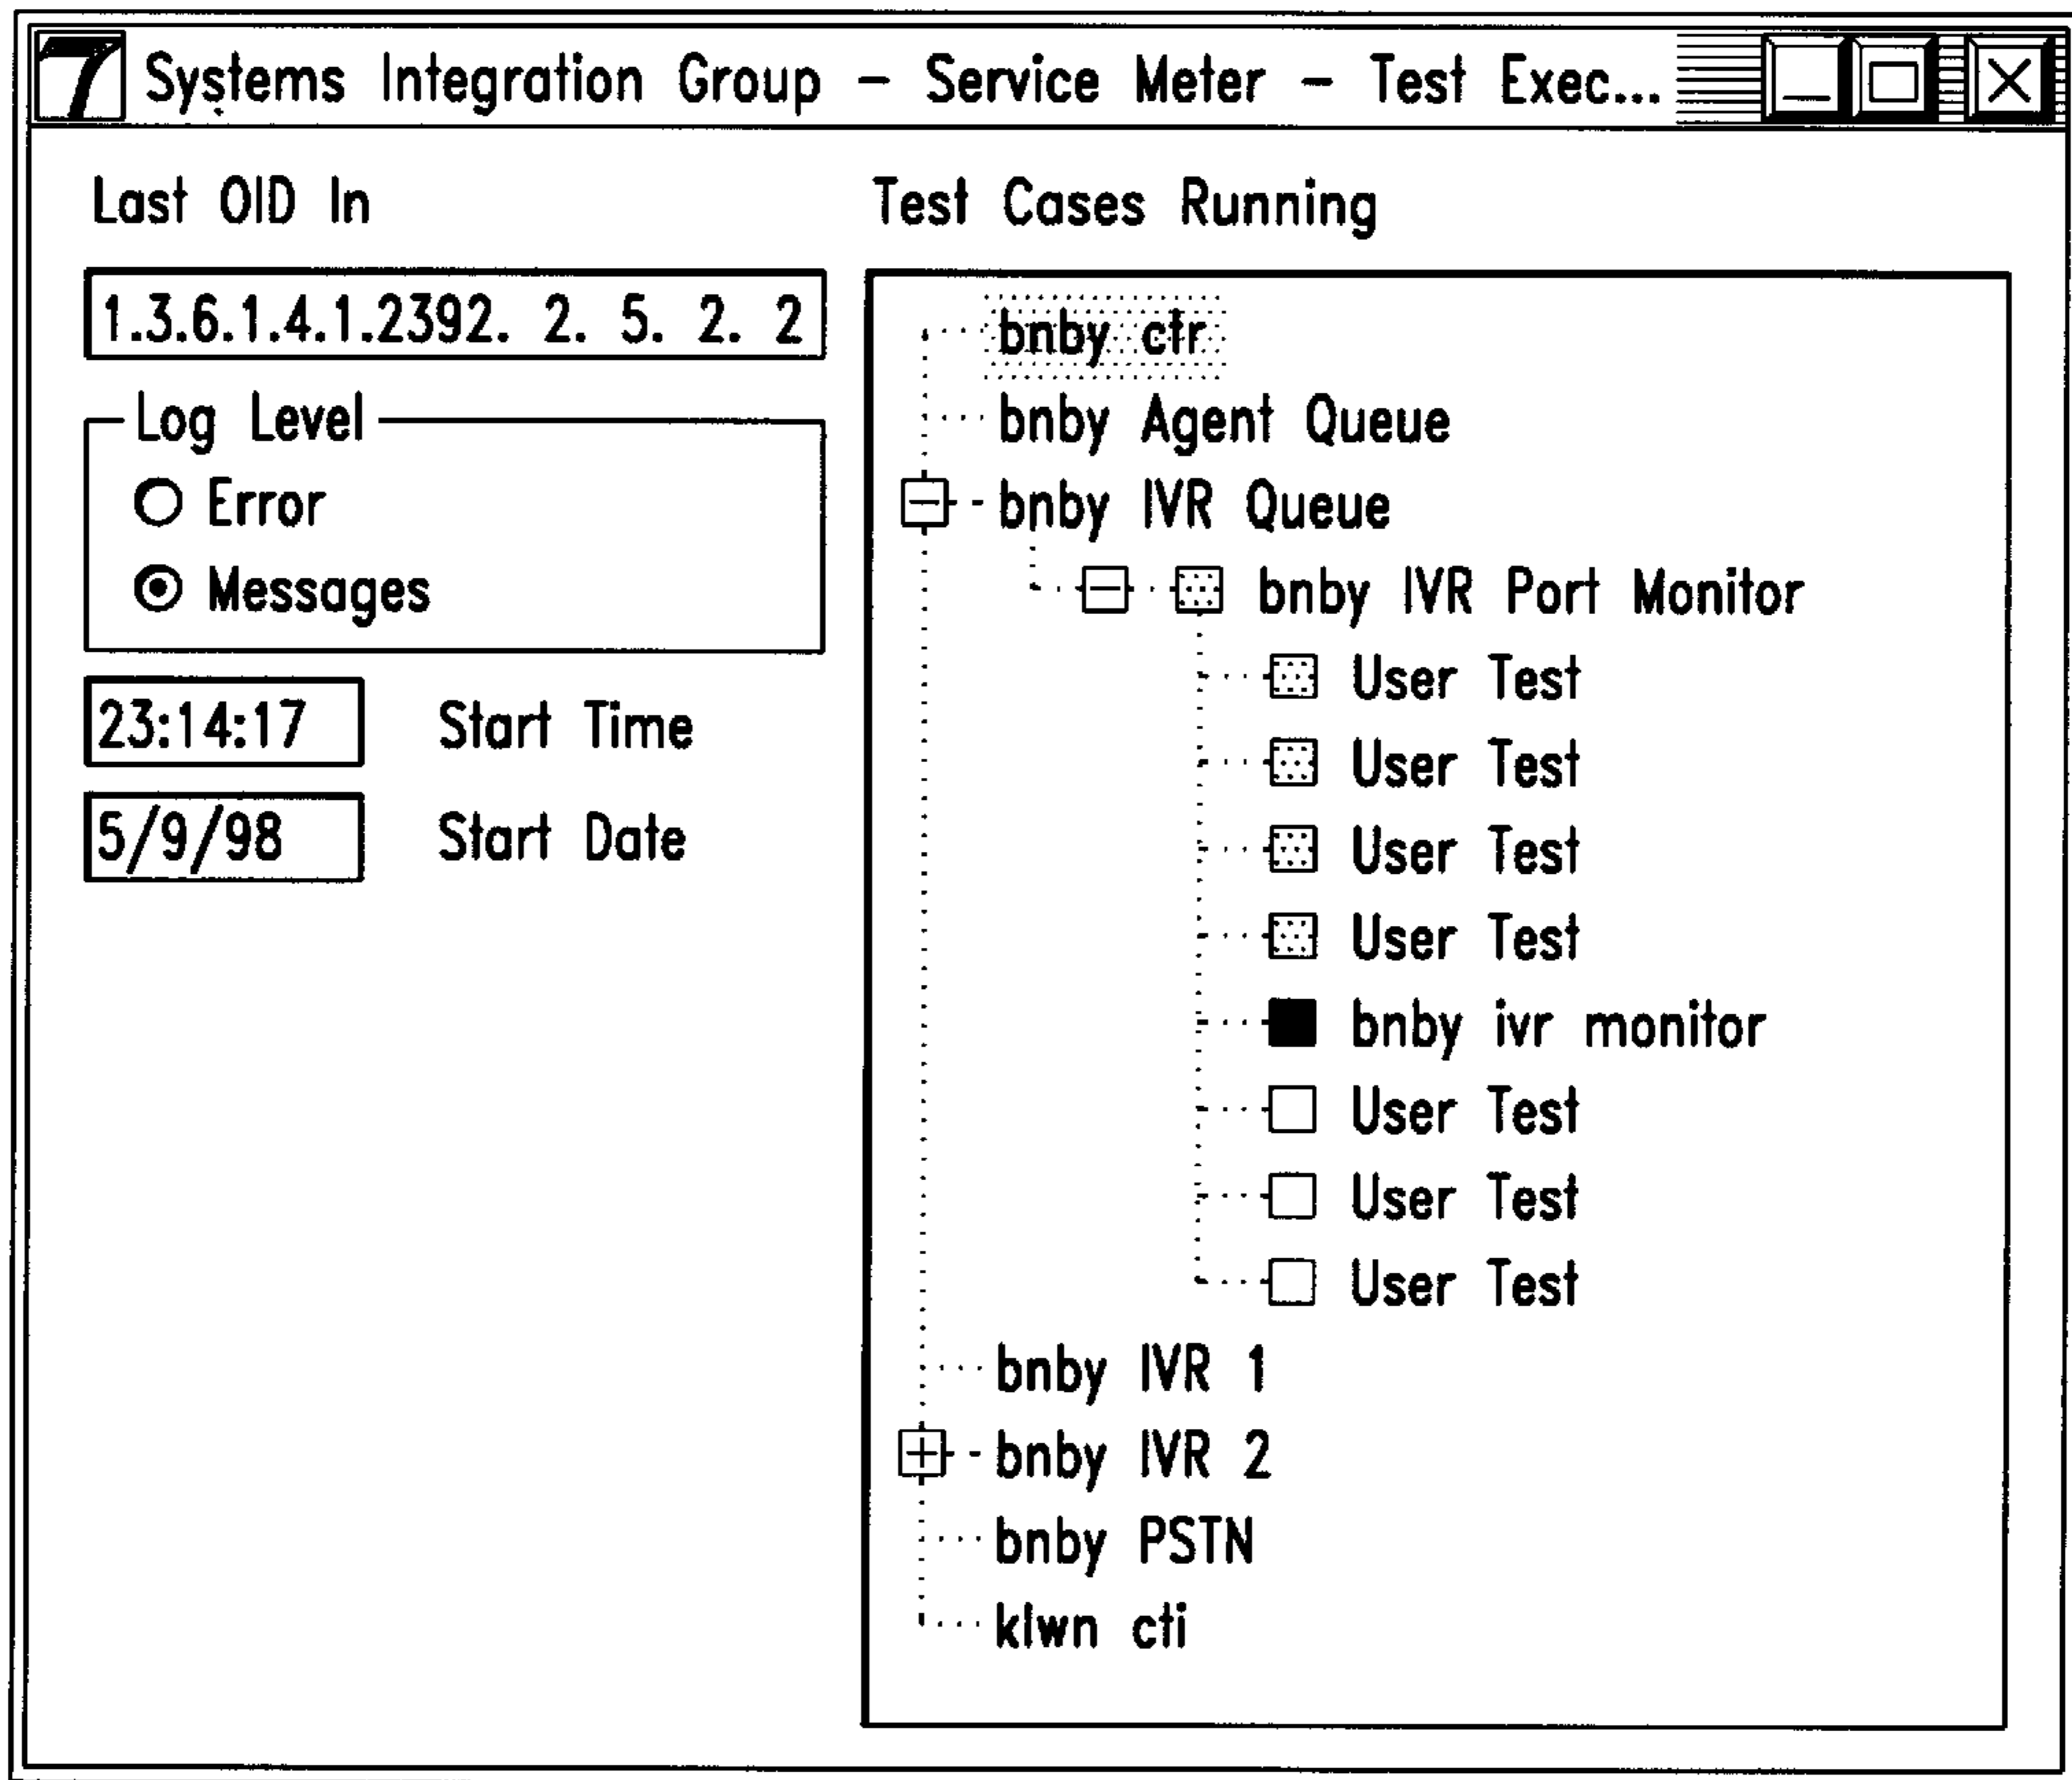 7 Systems Integration Group – Service Meter – Test Exec...
Last OID In
1.3.6.1.4.1.2392. 2. 5. 2. 2
Log Level
Error
Messages
23:14:17 Start Time
5/9/98 Start Date
Test Cases Running
bnby ctr
bnby Agent Queue
bnby IVR Queue
bnby IVR Port Monitor
User Test
User Test
User Test
User Test
bnby ivr monitor
User Test
User Test
User Test
bnby IVR 1
bnby IVR 2
bnby PSTN
klwn cti